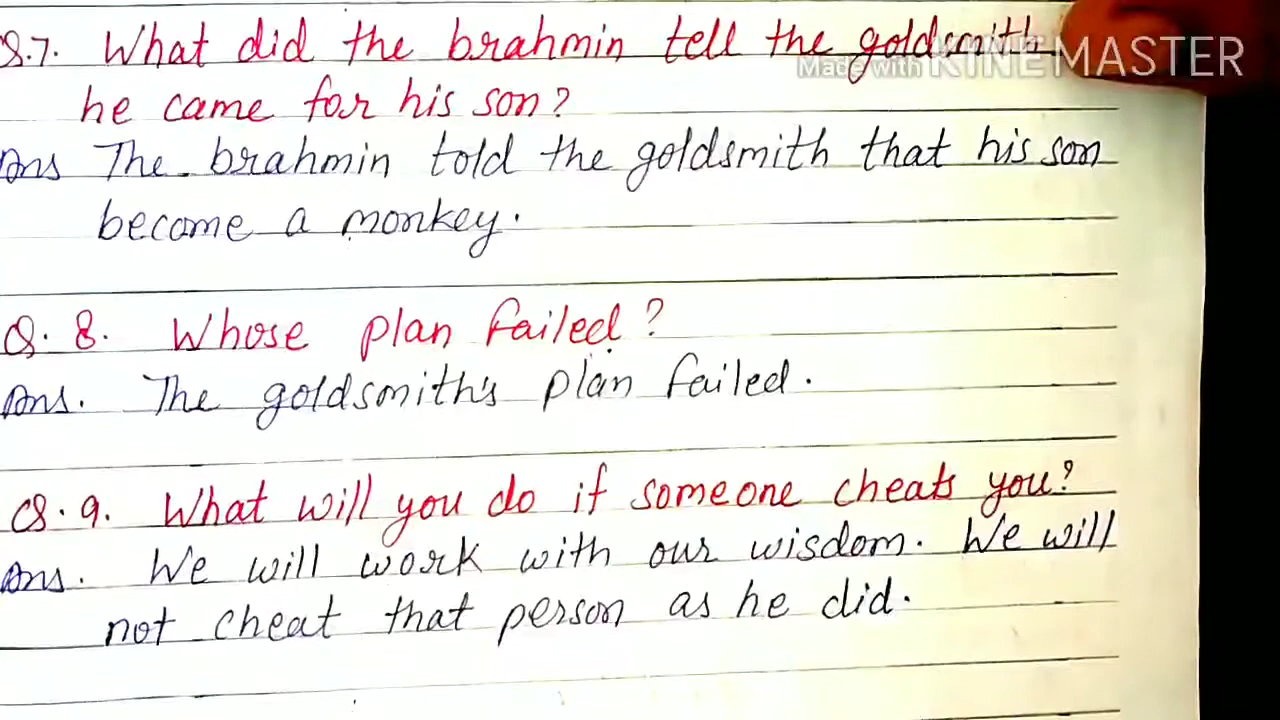 Q.7. What did the brahmin tell the goldsmith
Made with KINEMASTER
he came for his son?
Ans The brahmin told the goldsmith that his son
become a monkey.
Q. 8. Whose plan failed?
Ans. The goldsmith's plan failed.
Q. 9. What will you do if someone cheats you?
Ans. We will work with our wisdom. We will
not cheat that person as he did.